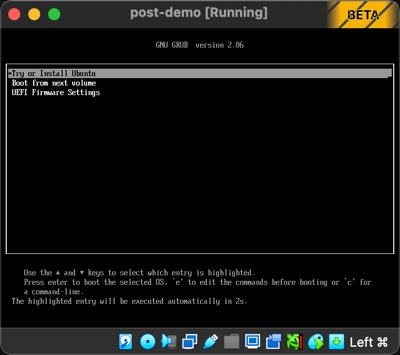 post-demo [Running]
BETA
GNU GRUB  version 2.06
*Try or Install Ubuntu
Boot from next volume
UEFI Firmware Settings
Use the ▲ and ▼ keys to select which entry is highlighted.
Press enter to boot the selected OS, `e' to edit the commands before booting or `c' for
a command-line.
The highlighted entry will be executed automatically in 2s.
Left ⌘